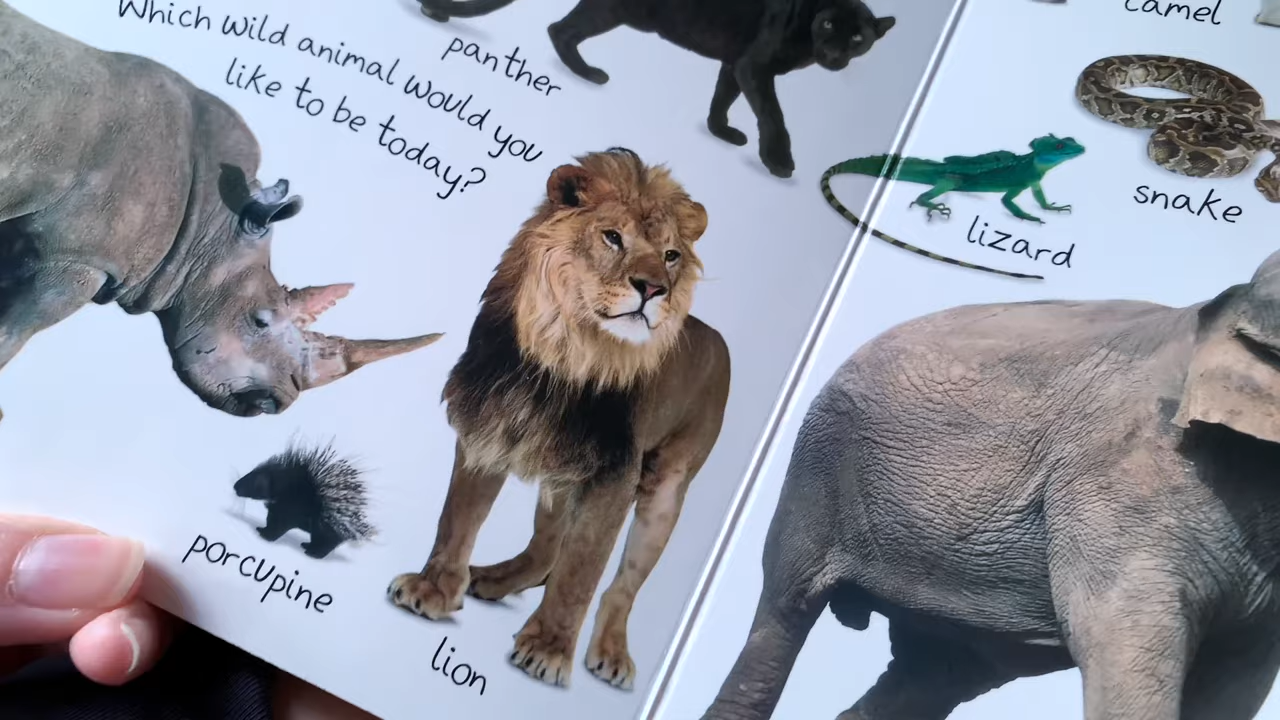 Which wild animal would you
like to be today?
panther
porcupine
lion
camel
snake
lizard